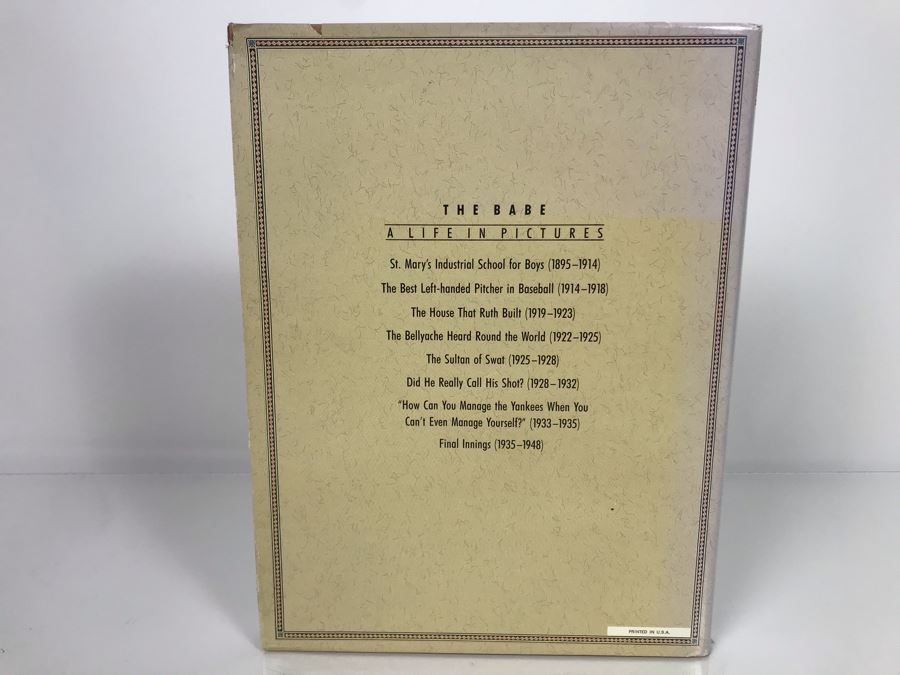 THE BABE
A LIFE IN PICTURES
St. Mary's Industrial School for Boys (1895–1914)
The Best Left-handed Pitcher in Baseball (1914–1918)
The House That Ruth Built (1919–1923)
The Bellyache Heard Round the World (1922–1925)
The Sultan of Swat (1925–1928)
Did He Really Call His Shot? (1928–1932)
"How Can You Manage the Yankees When You
Can't Even Manage Yourself?" (1933–1935)
Final Innings (1935–1948)
PRINTED IN U.S.A.